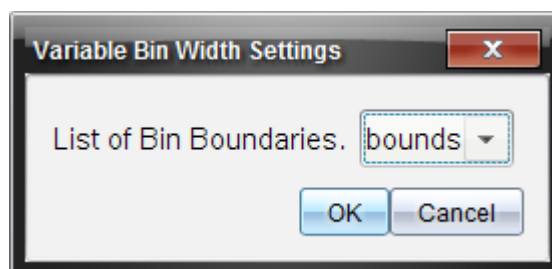 Variable Bin Width Settings
List of Bin Boundaries. bounds
OK Cancel